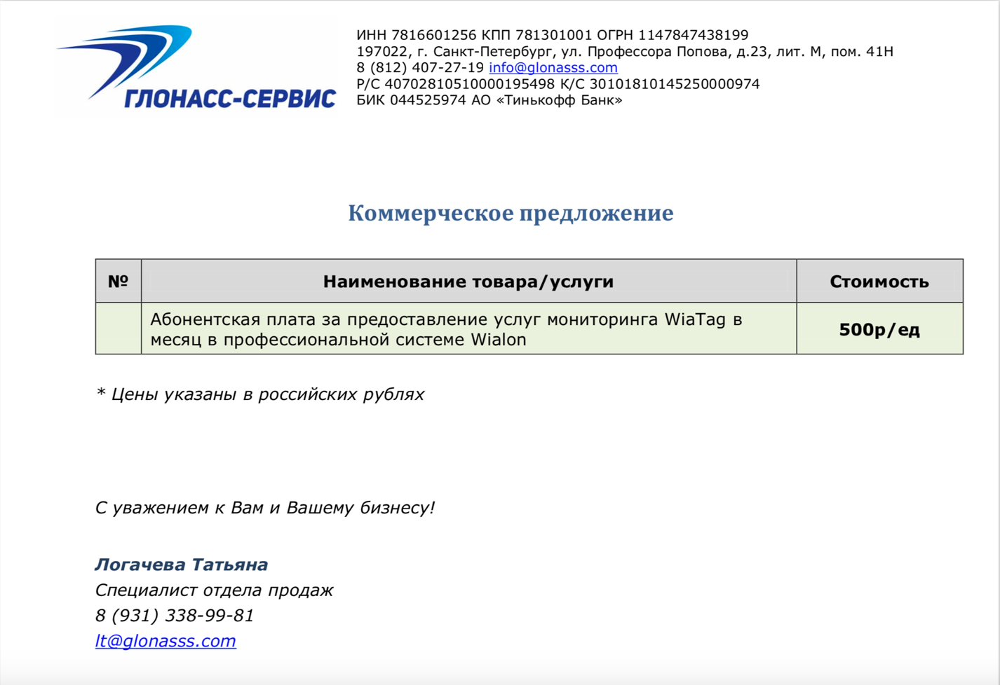 ГЛОНАСС-СЕРВИС
ИНН 7816601256 КПП 781301001 ОГРН 1147847438199
197022, г. Санкт-Петербург, ул. Профессора Попова, д.23, лит. М, пом. 41Н
8 (812) 407-27-19 info@glonasss.com
Р/С 40702810510000195498 К/С 30101810145250000974
БИК 044525974 АО «Тинькофф Банк»
Коммерческое предложение
№ Наименование товара/услуги Стоимость
Абонентская плата за предоставление услуг мониторинга WiaTag в
месяц в профессиональной системе Wialon
500р/ед
* Цены указаны в российских рублях
С уважением к Вам и Вашему бизнесу!
Логачева Татьяна
Специалист отдела продаж
8 (931) 338-99-81
lt@glonasss.com